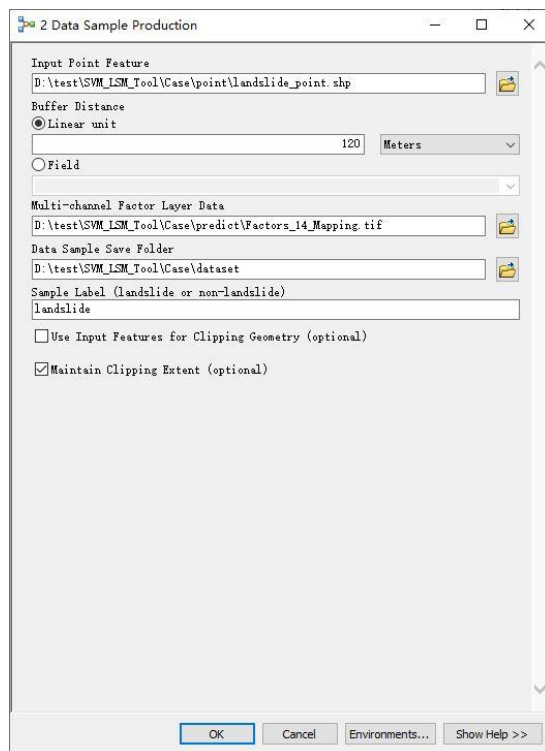 2 Data Sample Production
Input Point Feature
D:\test\SVM_LSM_Tool\Case\point\landslide_point.shp
Buffer Distance
Linear unit
120 Meters
Field
Multi-channel Factor Layer Data
D:\test\SVM_LSM_Tool\Case\predict\Factors_14_Mapping.tif
Data Sample Save Folder
D:\test\SVM_LSM_Tool\Case\dataset
Sample Label (landslide or non-landslide)
landslide
Use Input Features for Clipping Geometry (optional)
Maintain Clipping Extent (optional)
OK Cancel Environments... Show Help >>